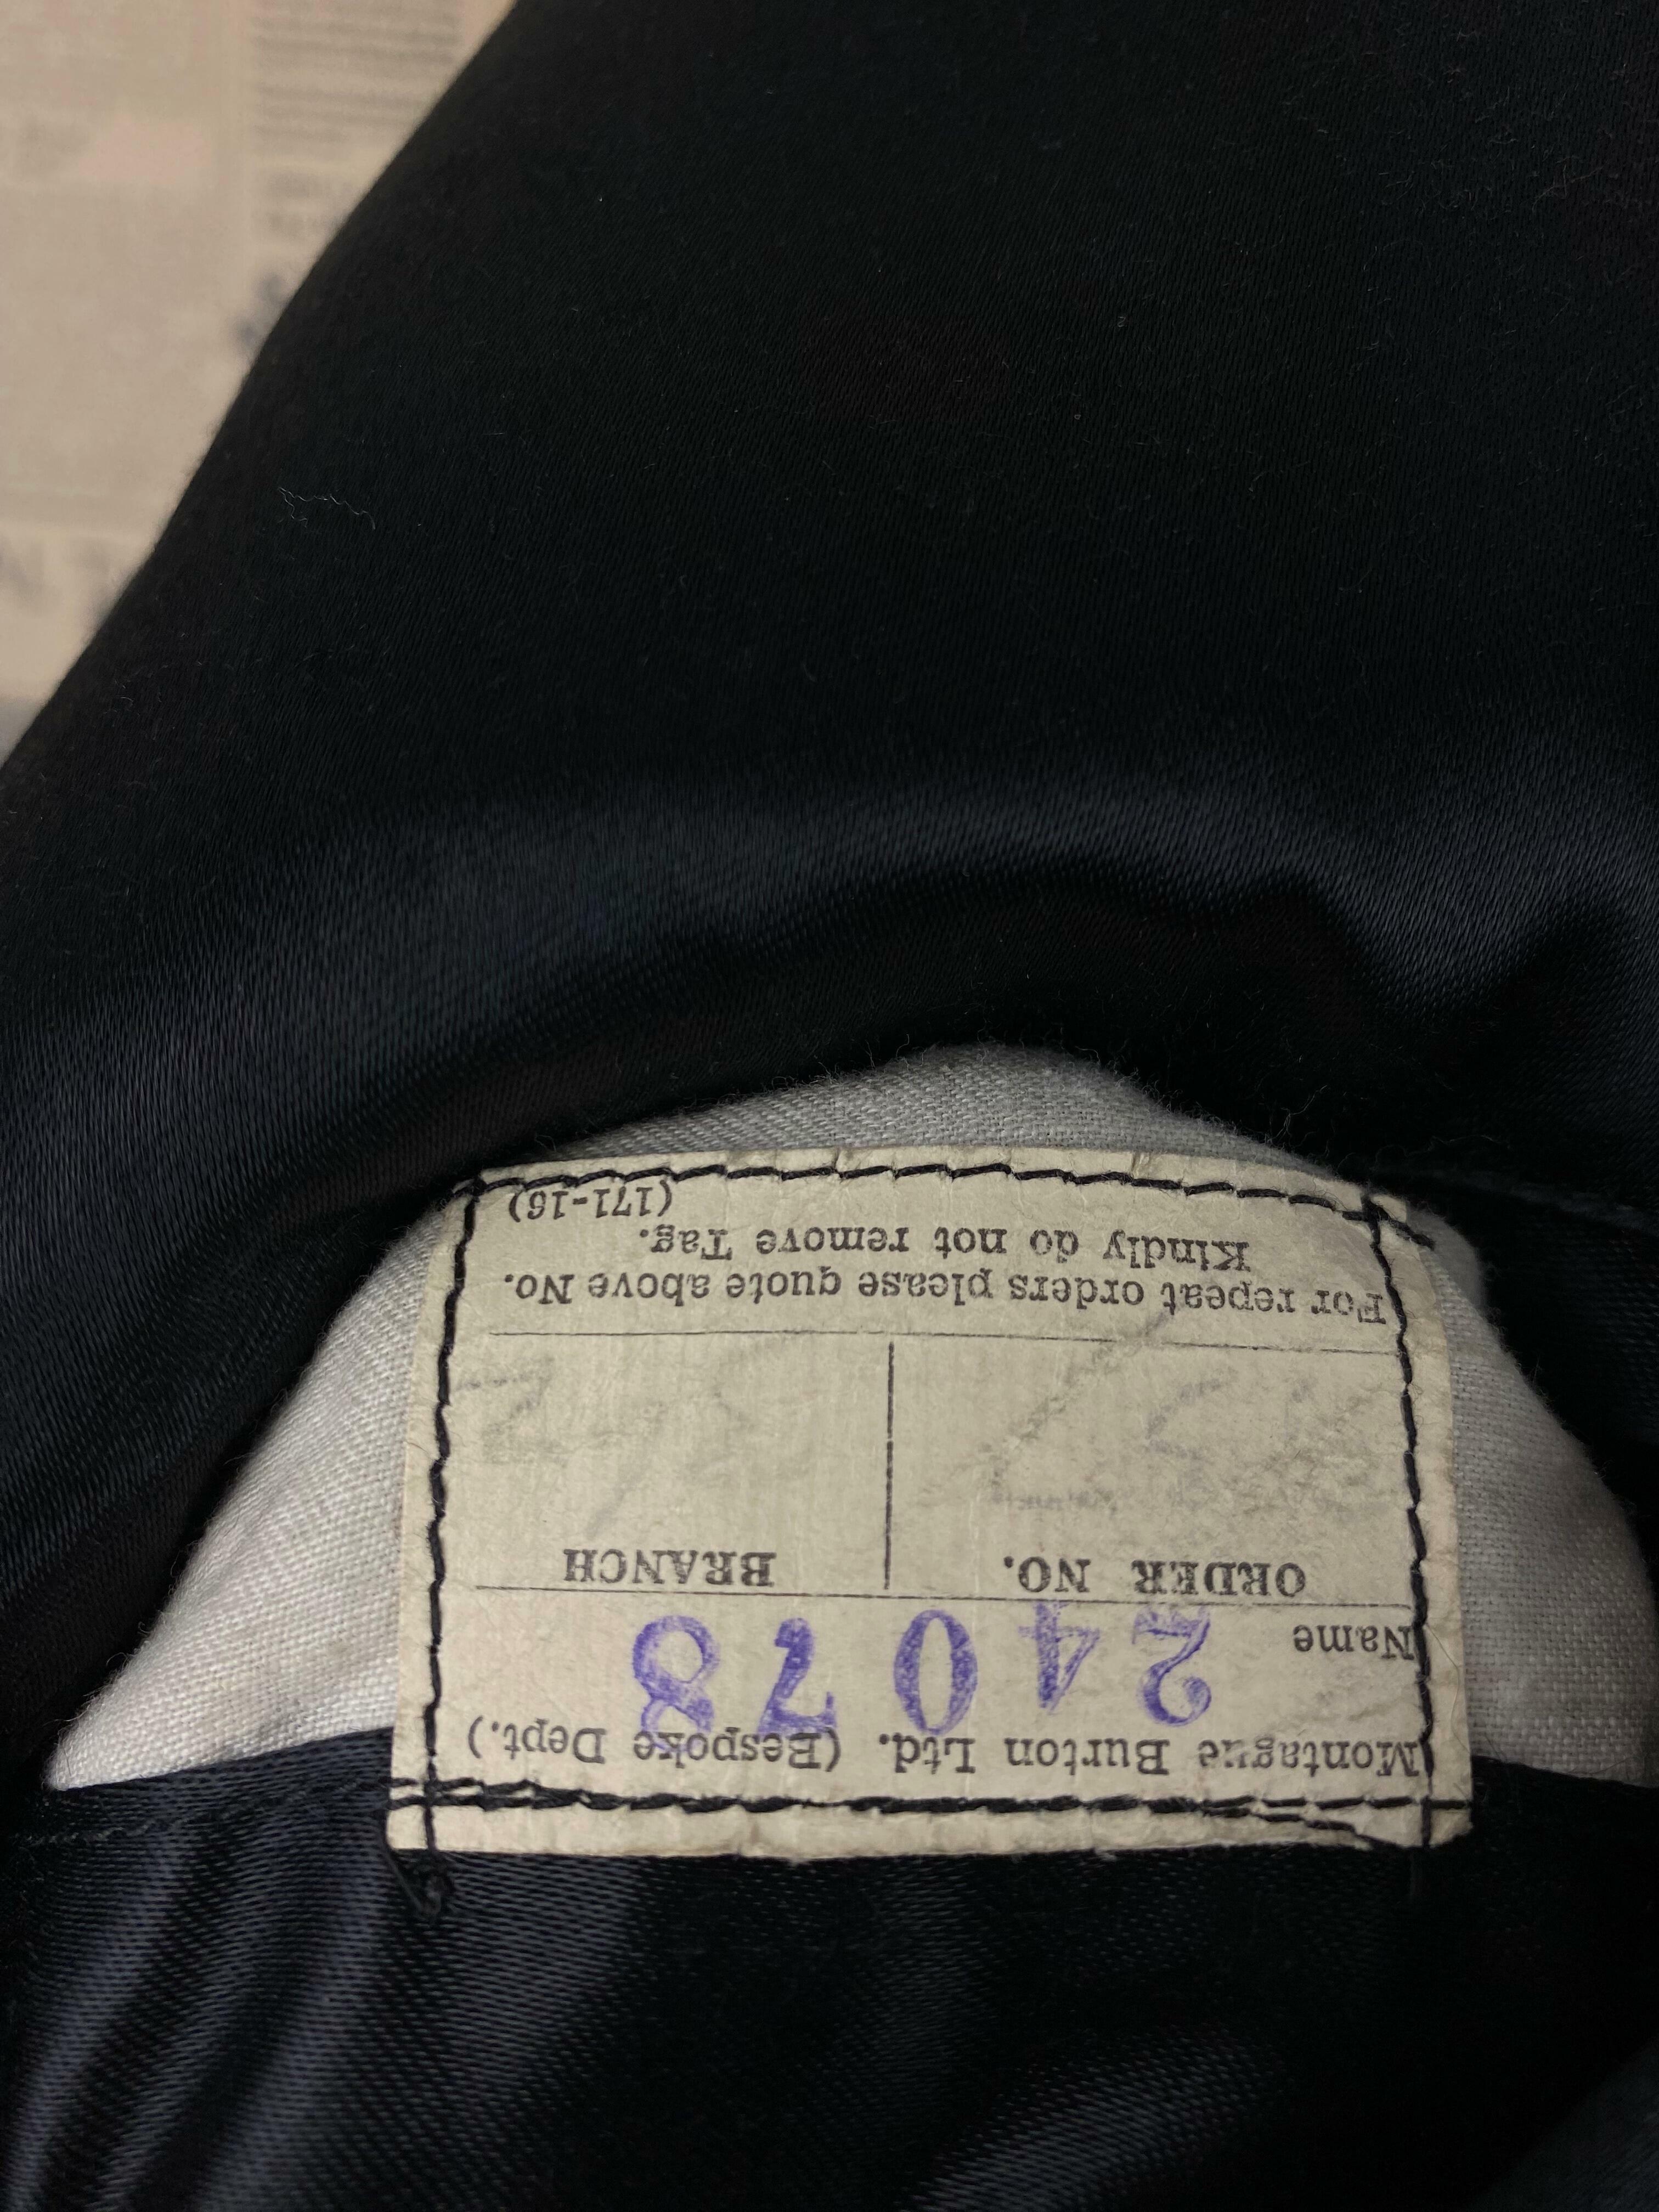 Montague Burton Ltd. (Bespoke Dept.)
Name 24078
ORDER NO. BRANCH
For repeat orders please quote above No.
Kindly do not remove Tag.
(171-16)